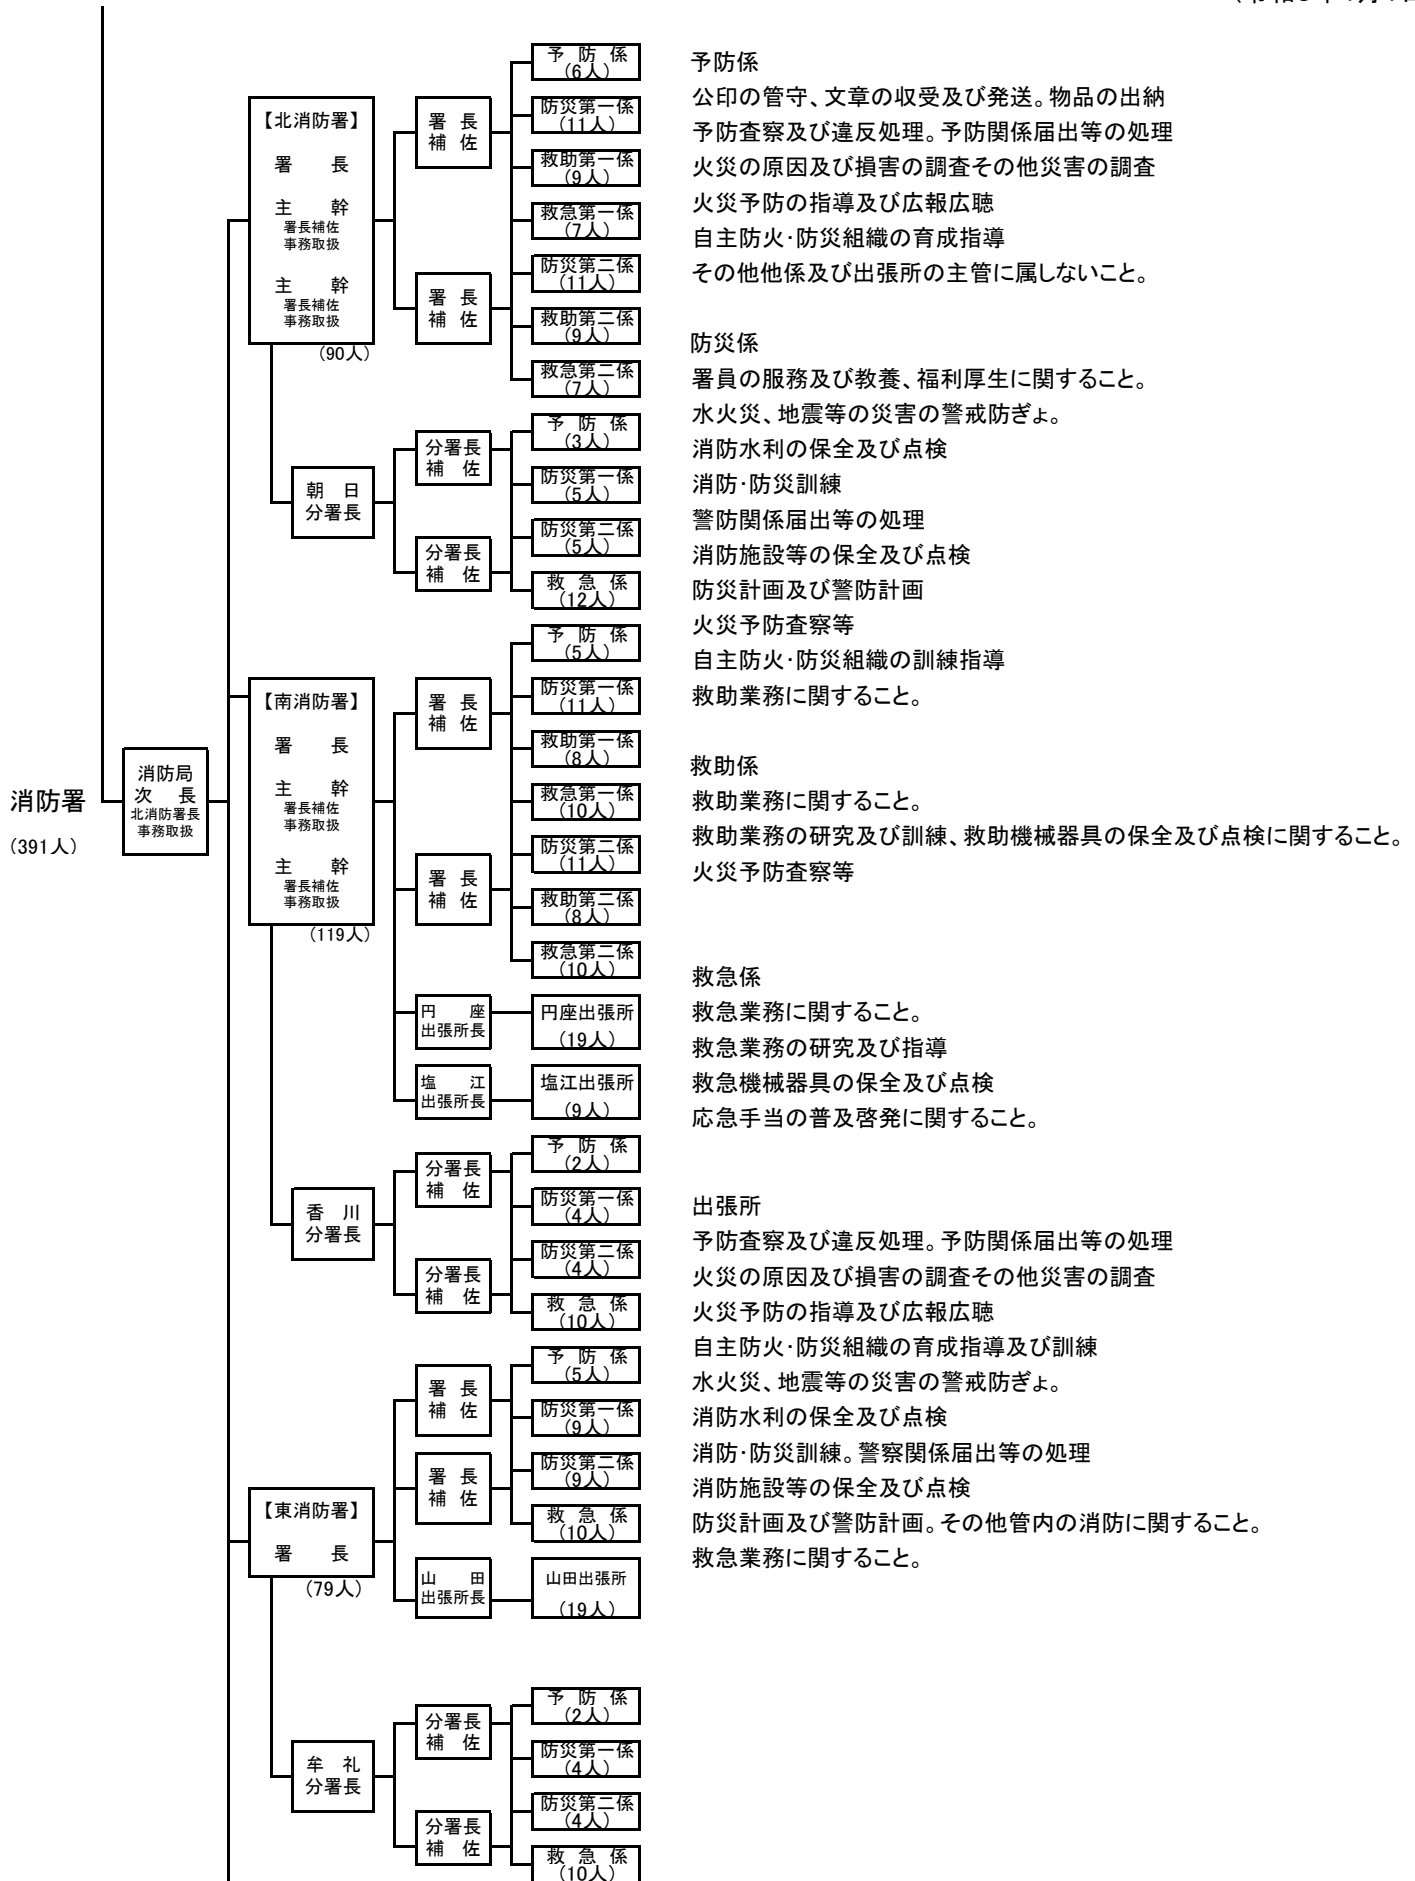 消防署
(391人)
消防局
次 長
北消防署長
事務取扱
【北消防署】
署 長
主 幹
署長補佐
事務取扱
主 幹
署長補佐
事務取扱
(90人)
署 長
補 佐
署 長
補 佐
予 防 係
(6人)
防災第一係
(11人)
救助第一係
(9人)
救急第一係
(7人)
防災第二係
(11人)
救助第二係
(9人)
救急第二係
(7人)
朝 日
分署長
分署長
補 佐
分署長
補 佐
予 防 係
(3人)
防災第一係
(5人)
防災第二係
(5人)
救 急 係
(12人)
【南消防署】
署 長
主 幹
署長補佐
事務取扱
主 幹
署長補佐
事務取扱
(119人)
署 長
補 佐
署 長
補 佐
予 防 係
(5人)
防災第一係
(11人)
救助第一係
(8人)
救急第一係
(10人)
防災第二係
(11人)
救助第二係
(8人)
救急第二係
(10人)
円 座
出張所長
円座出張所
(19人)
塩 江
出張所長
塩江出張所
(9人)
香 川
分署長
分署長
補 佐
分署長
補 佐
予 防 係
(2人)
防災第一係
(4人)
防災第二係
(4人)
救 急 係
(10人)
【東消防署】
署 長
(79人)
署 長
補 佐
署 長
補 佐
予 防 係
(5人)
防災第一係
(9人)
防災第二係
(9人)
救 急 係
(10人)
山 田
出張所長
山田出張所
(19人)
牟 礼
分署長
分署長
補 佐
分署長
補 佐
予 防 係
(2人)
防災第一係
(4人)
防災第二係
(4人)
救 急 係
(10人)
予防係
公印の管守、文章の収受及び発送。物品の出納
予防査察及び違反処理。予防関係届出等の処理
火災の原因及び損害の調査その他災害の調査
火災予防の指導及び広報広聴
自主防火・防災組織の育成指導
その他他係及び出張所の主管に属しないこと。
防災係
署員の服務及び教養、福利厚生に関すること。
水火災、地震等の災害の警戒防ぎょ。
消防水利の保全及び点検
消防・防災訓練
警防関係届出等の処理
消防施設等の保全及び点検
防災計画及び警防計画
火災予防査察等
自主防火・防災組織の訓練指導
救助業務に関すること。
救助係
救助業務に関すること。
救助業務の研究及び訓練、救助機械器具の保全及び点検に関すること。
火災予防査察等
救急係
救急業務に関すること。
救急業務の研究及び指導
救急機械器具の保全及び点検
応急手当の普及啓発に関すること。
出張所
予防査察及び違反処理。予防関係届出等の処理
火災の原因及び損害の調査その他災害の調査
火災予防の指導及び広報広聴
自主防火・防災組織の育成指導及び訓練
水火災、地震等の災害の警戒防ぎょ。
消防水利の保全及び点検
消防・防災訓練。警察関係届出等の処理
消防施設等の保全及び点検
防災計画及び警防計画。その他管内の消防に関すること。
救急業務に関すること。